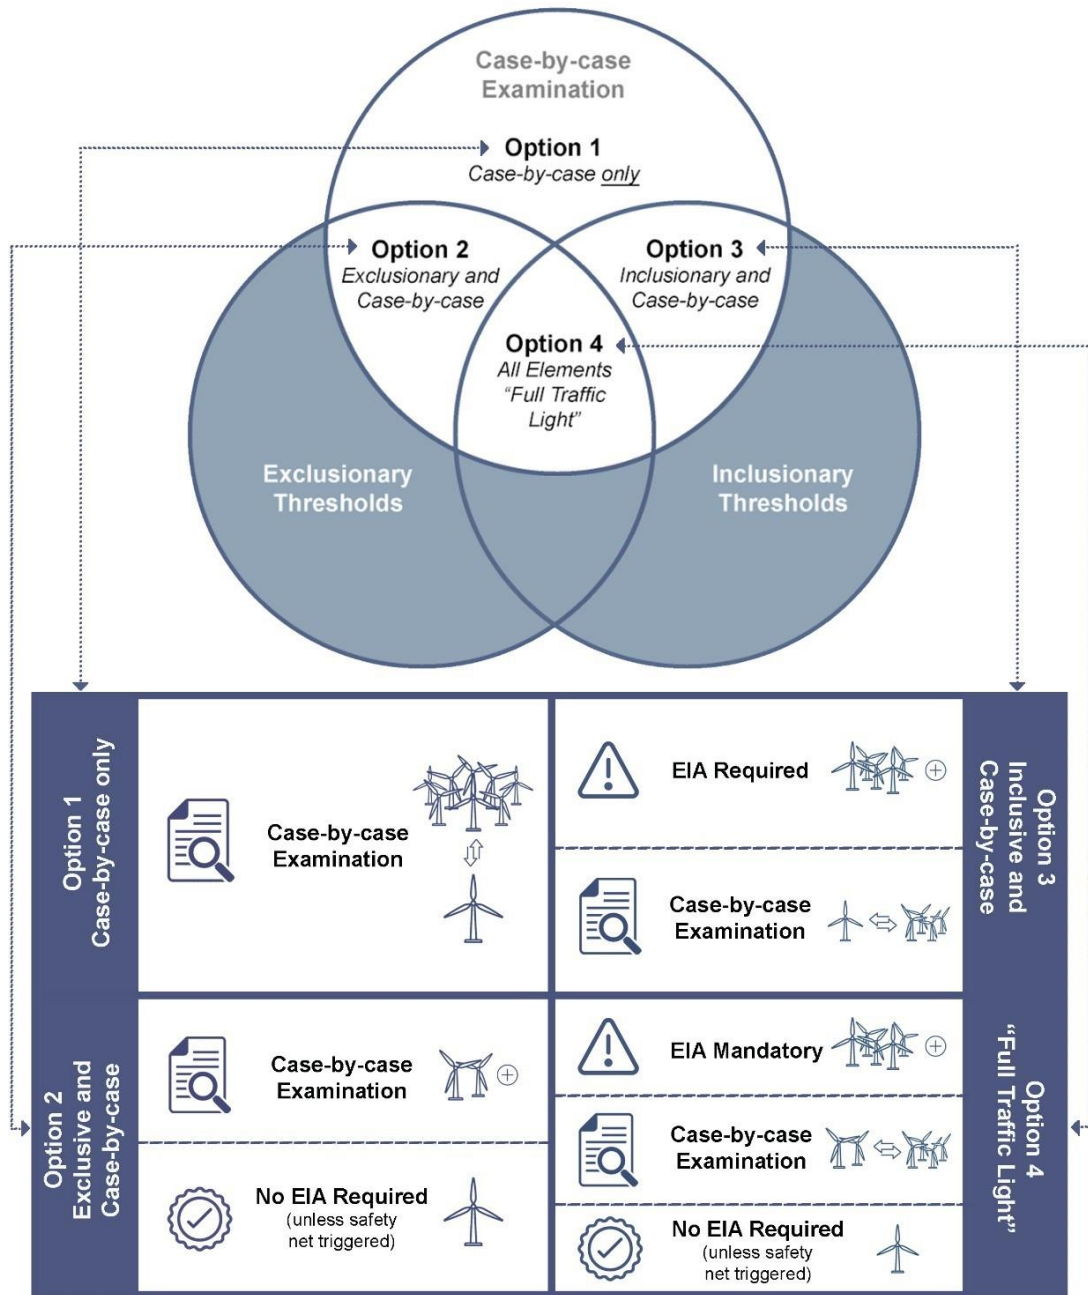 Case-by-case
Examination
Option 1
Case-by-case only
Option 2
Exclusionary and
Case-by-case
Option 3
Inclusionary and
Case-by-case
Option 4
All Elements
“Full Traffic
Light”
Exclusionary
Thresholds
Inclusionary
Thresholds
Option 1
Case-by-case only
Case-by-case
Examination
EIA Required
Case-by-case
Examination
Option 3
Inclusive and
Case-by-case
Option 2
Exclusive and
Case-by-case
Case-by-case
Examination
No EIA Required
(unless safety
net triggered)
EIA Mandatory
Case-by-case
Examination
No EIA Required
(unless safety
net triggered)
Option 4
“Full Traffic Light”